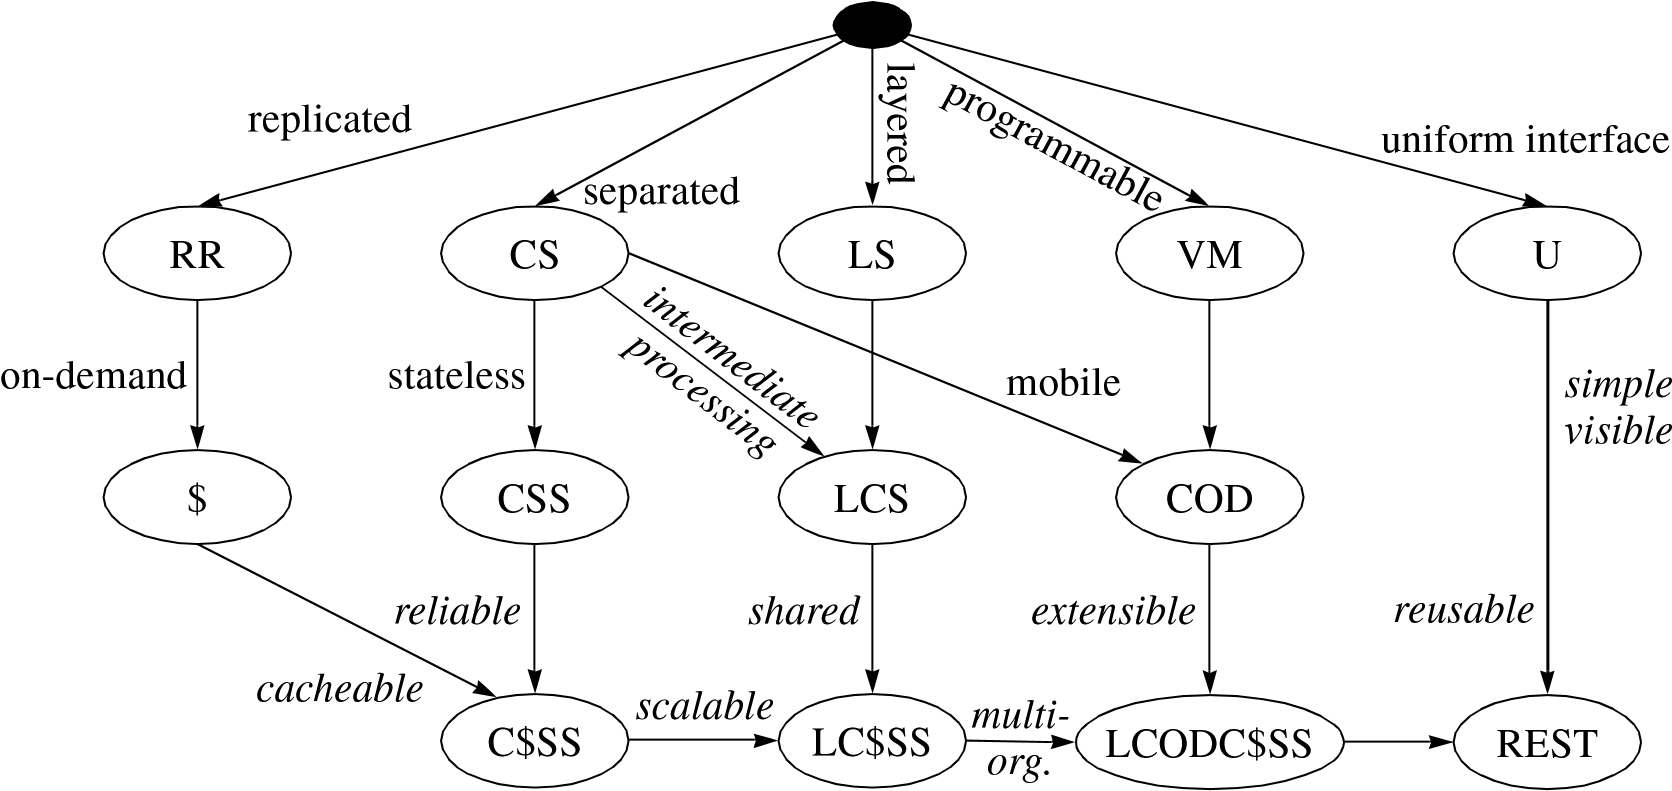 layered
programmable
replicated
uniform interface
separated
RR
CS
LS
VM
U
intermediate
processing
on-demand
stateless
mobile
simple
visible
$
CSS
LCS
COD
reliable
shared
extensible
reusable
cacheable
scalable
multi-
org.
C$SS
LC$SS
LCODC$SS
REST